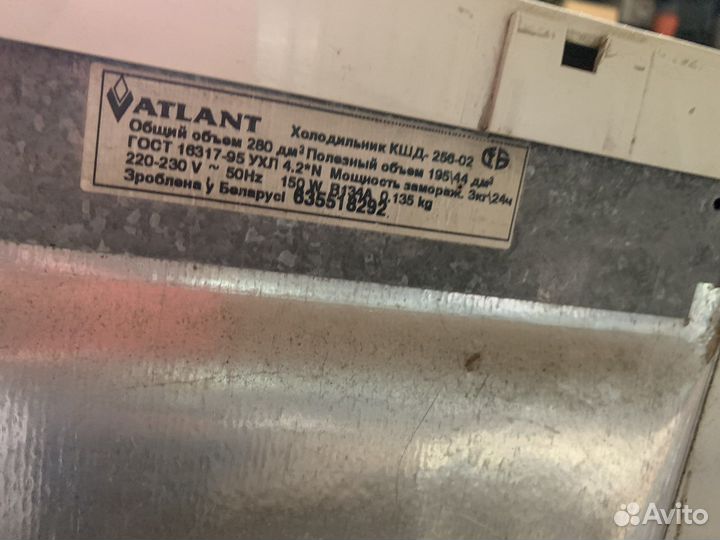 ATLANT
Холодильник КШД- 256-02
Общий объем 280 дм³ Полезный объем 195\44 дм³
ГОСТ 16317-95 УХЛ 4.2*N Мощность замораж. 3кг\24ч
220-230 V ~ 50Hz 150 W R134A 0.135 kg
Зроблена у Беларусі 635518292
Avito